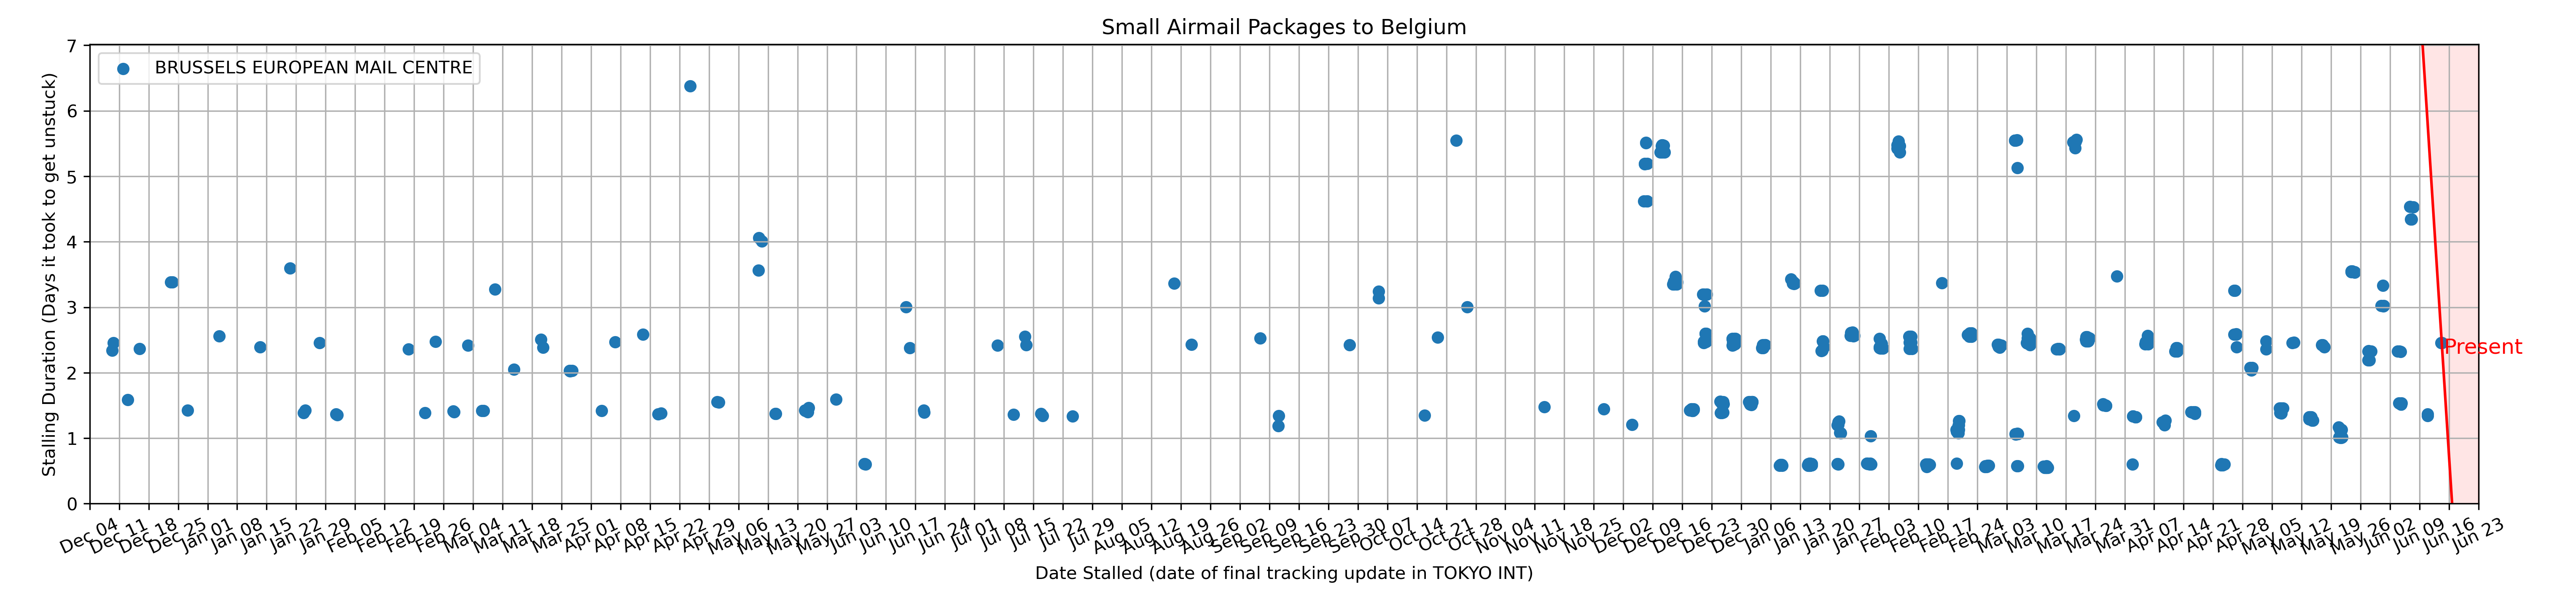 Small Airmail Packages to Belgium
BRUSSELS EUROPEAN MAIL CENTRE
Stalling Duration (Days it took to get unstuck)
7
6
5
4
3
2
1
0
Present
Dec 04
Dec 11
Dec 18
Dec 25
Jan 01
Jan 08
Jan 15
Jan 22
Jan 29
Feb 05
Feb 12
Feb 19
Feb 26
Mar 04
Mar 11
Mar 18
Mar 25
Apr 01
Apr 08
Apr 15
Apr 22
Apr 29
May 06
May 13
May 20
May 27
Jun 03
Jun 10
Jun 17
Jun 24
Jul 01
Jul 08
Jul 15
Jul 22
Jul 29
Aug 05
Aug 12
Aug 19
Aug 26
Sep 02
Sep 09
Sep 16
Sep 23
Sep 30
Oct 07
Oct 14
Oct 21
Oct 28
Nov 04
Nov 11
Nov 18
Nov 25
Dec 02
Dec 09
Dec 16
Dec 23
Dec 30
Jan 06
Jan 13
Jan 20
Jan 27
Feb 03
Feb 10
Feb 17
Feb 24
Mar 03
Mar 10
Mar 17
Mar 24
Mar 31
Apr 07
Apr 14
Apr 21
Apr 28
May 05
May 12
May 19
May 26
Jun 02
Jun 09
Jun 16
Jun 23
Date Stalled (date of final tracking update in TOKYO INT)